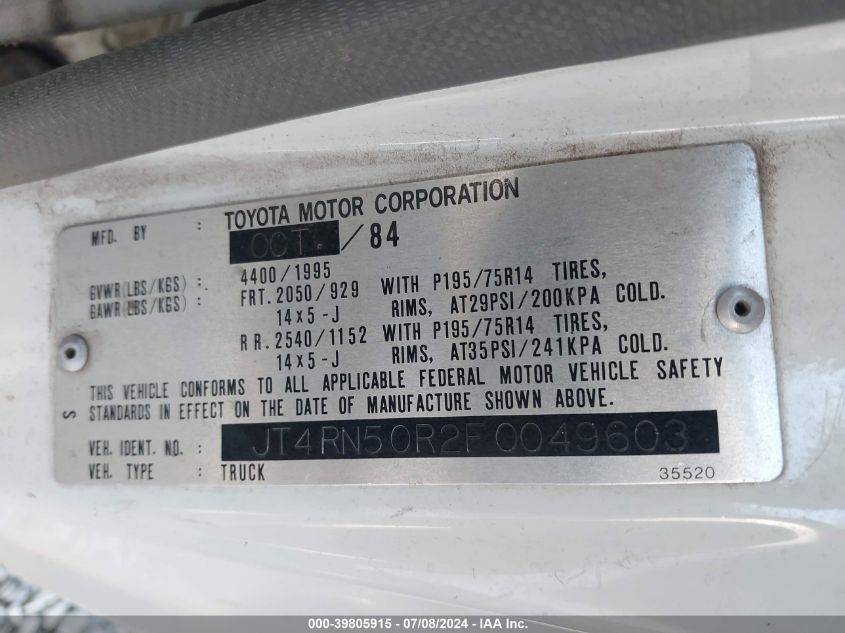 MFD. BY : TOYOTA MOTOR CORPORATION
OCT. /84
GVWR(LBS/KGS) : 4400/1995
GAWR(LBS/KGS) : FRT. 2050/929 WITH P195/75R14 TIRES,
14x5-J RIMS, AT29PSI/200KPA COLD.
RR. 2540/1152 WITH P195/75R14 TIRES,
14x5-J RIMS, AT35PSI/241KPA COLD.
THIS VEHICLE CONFORMS TO ALL APPLICABLE FEDERAL MOTOR VEHICLE SAFETY
S STANDARDS IN EFFECT ON THE DATE OF MANUFACTURE SHOWN ABOVE.
VEH. IDENT. NO. : JT4RN50R2F0049603
VEH. TYPE : TRUCK 35520
000-39805915 - 07/08/2024 - IAA Inc.